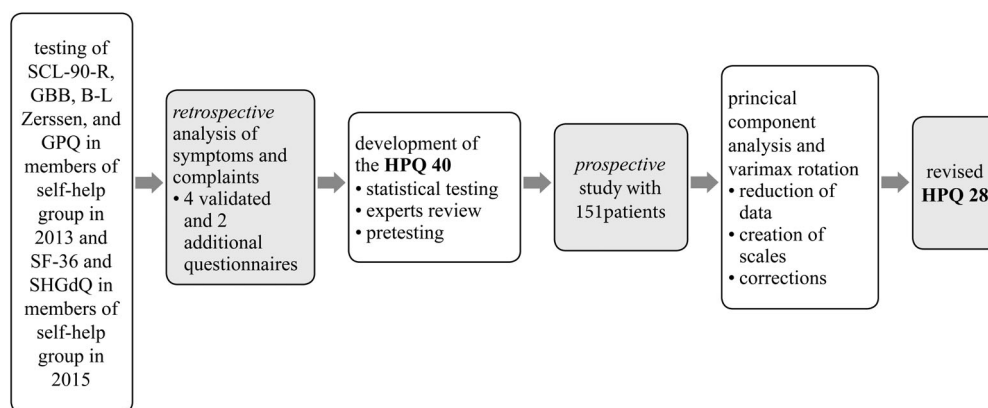 testing of
SCL-90-R,
GBB, B-L
Zerssen, and
GPQ in
members of
self-help
group in
2013 and
SF-36 and
SHGdQ in
members of
self-help
group in
2015
retrospective
analysis of
symptoms and
complaints
• 4 validated
and 2
additional
questionnaires
development of
the HPQ 40
• statistical testing
• experts review
• pretesting
prospective
study with
151patients
princical
component
analysis and
varimax rotation
• reduction of
data
• creation of
scales
• corrections
revised
HPQ 28